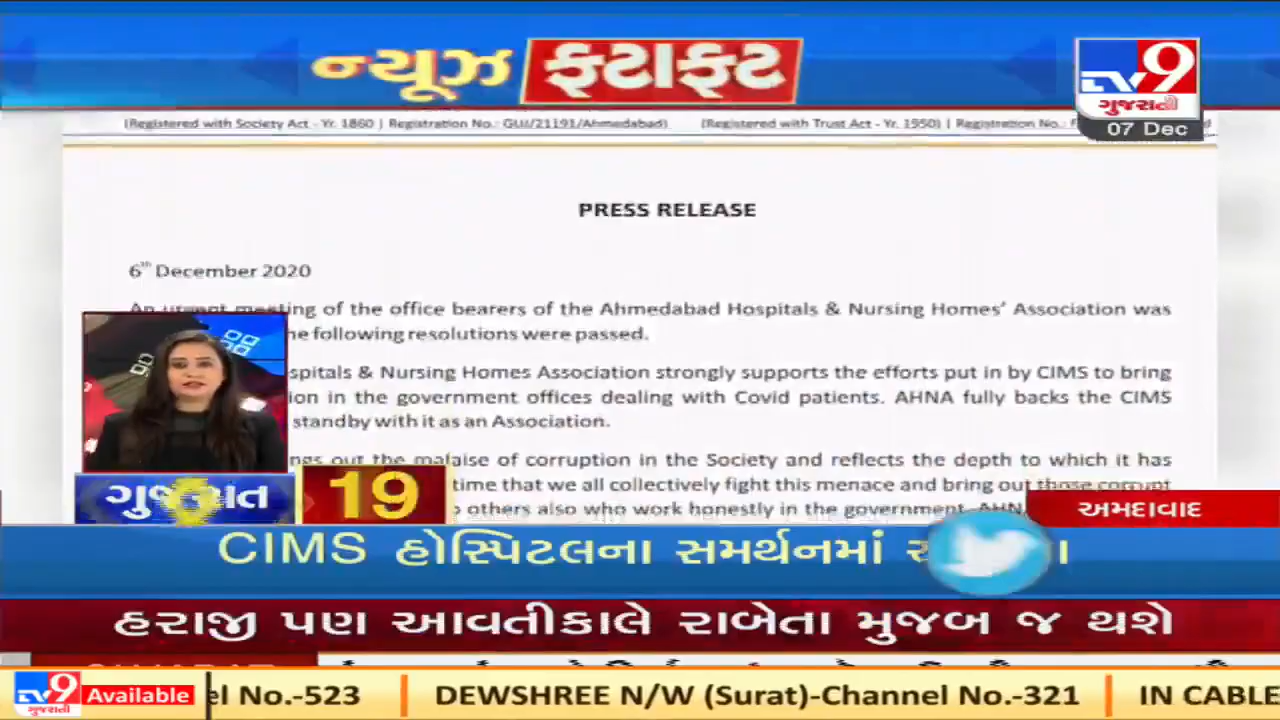 ન્યૂઝ ફટાફટ
TV9
ગુજરાતી
07 Dec
(Registered with Society Act - Yr. 1860 | Registration No.: GUJ/21191/Ahmedabad) (Registered with Trust Act - Yr. 1950) | Registration No.:
PRESS RELEASE
6th December 2020
An urgent meeting of the office bearers of the Ahmedabad Hospitals & Nursing Homes' Association was
following resolutions were passed.
& Nursing Homes Association strongly supports the efforts put in by CIMS to bring
in the government offices dealing with Covid patients. AHNA fully backs the CIMS
standby with it as an Association.
out the malaise of corruption in the Society and reflects the depth to which it has
time that we all collectively fight this menace and bring out those corrupt
others also who work honestly in the government
ગુજરાત 19
અમદાવાદ
CIMS હોસ્પિટલના સમર્થનમાં
હરાજી પણ આવતીકાલે રાબેતા મુજબ જ થશે
TV9 ગુજરાતી Available
No.-523 | DEWSHREE N/W (Surat)-Channel No.-321 | IN CABLE